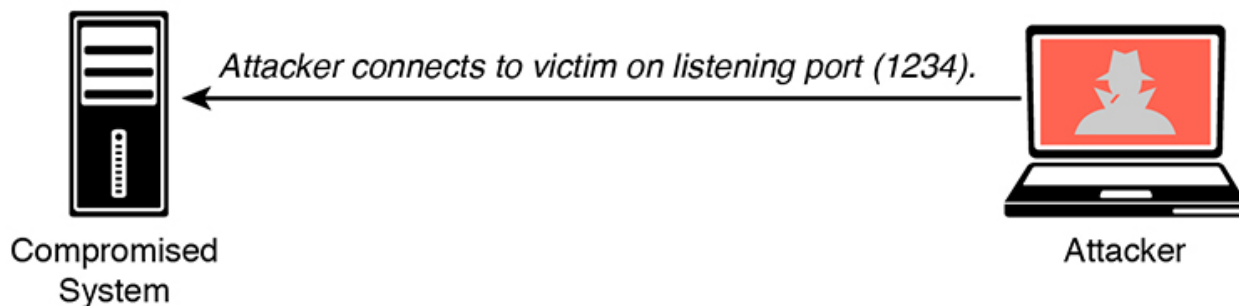 Attacker connects to victim on listening port (1234).
Compromised
System
Attacker